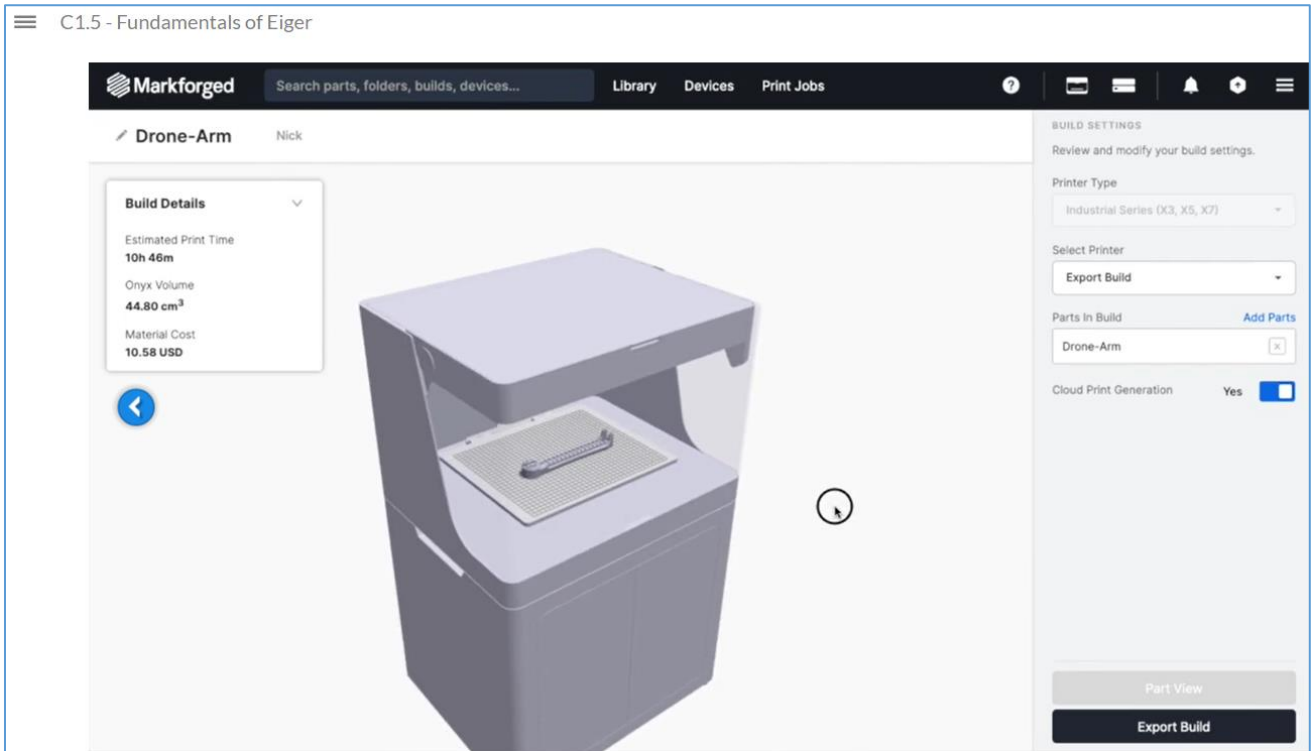 C1.5 - Fundamentals of Eiger
Markforged Search parts, folders, builds, devices... Library Devices Print Jobs ?
Drone-Arm Nick
Build Details
Estimated Print Time
10h 46m
Onyx Volume
44.80 cm³
Material Cost
10.58 USD
BUILD SETTINGS
Review and modify your build settings.
Printer Type
Industrial Series (X3, X5, X7)
Select Printer
Export Build
Parts In Build Add Parts
Drone-Arm
Cloud Print Generation Yes
Part View
Export Build